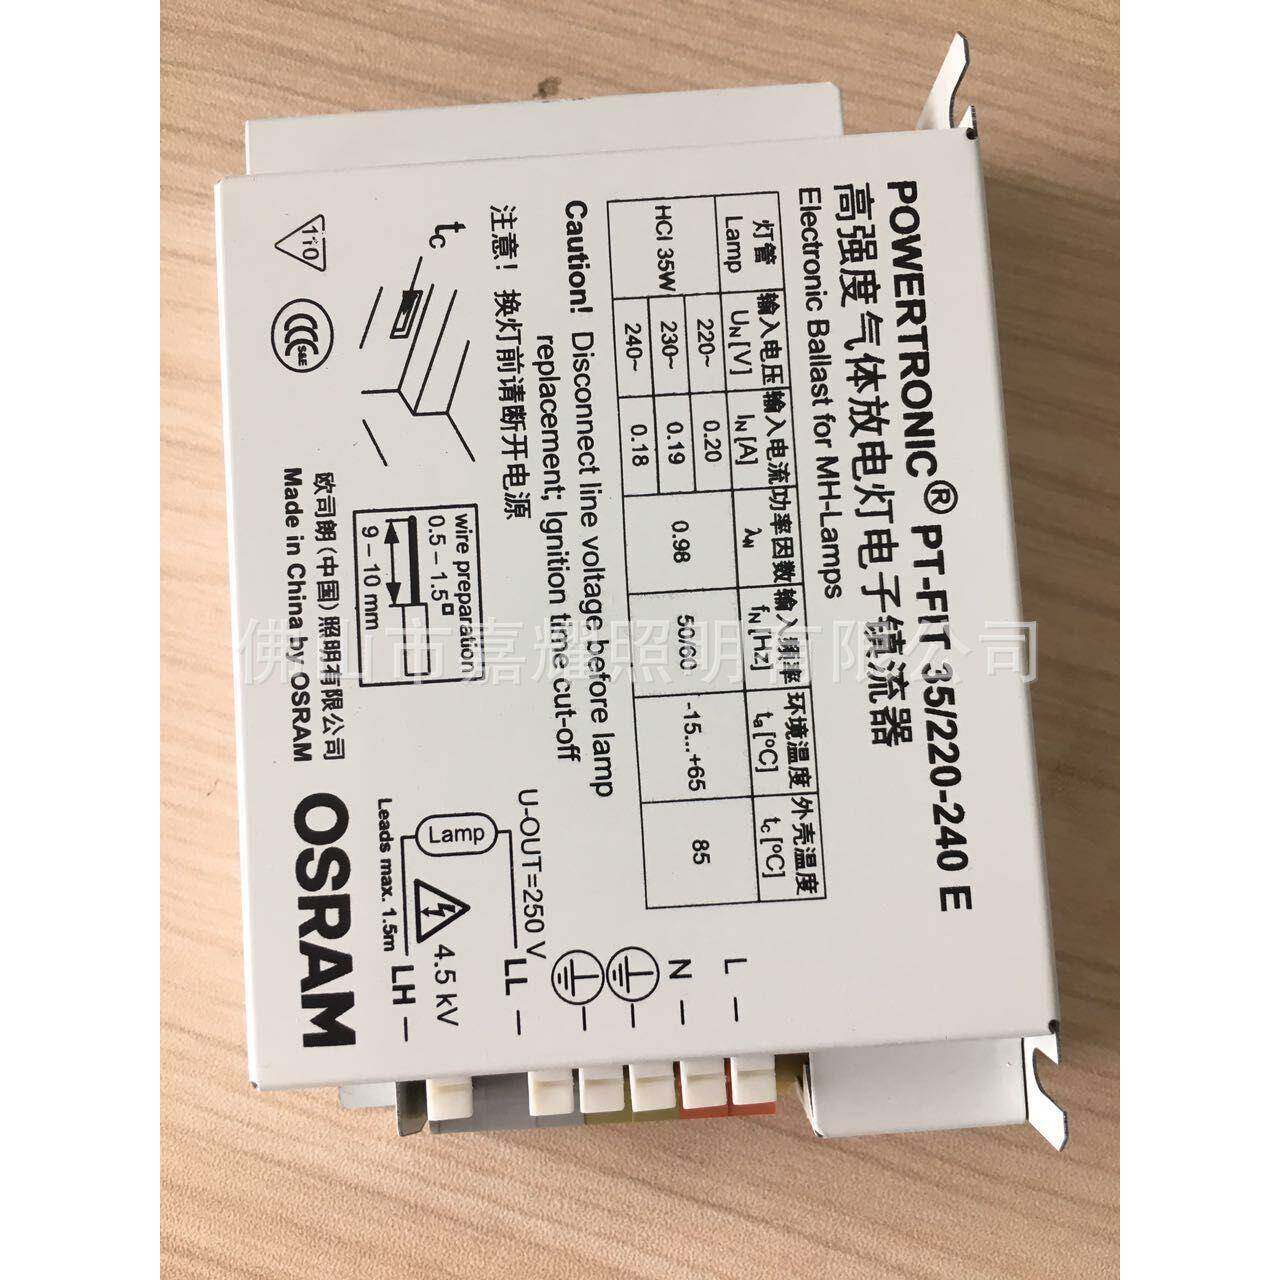 POWERTRONIC® PT-FIT 35/220-240 E
高强度气体放电灯电子镇流器
Electronic Ballast for MH-Lamps
灯管 输入电压 输入电流 功率因数 输入频率 环境温度 外壳温度
Lamp UN [V] IN [A] λN fN [Hz] ta [ºC] tc [ºC]
220~ 0.20
HCI 35W 230~ 0.19 0.98 50/60 -15...+65 85
240~ 0.18
Caution! Disconnect line voltage before lamp
replacement; Ignition time cut-off
注意！换灯前请断开电源
tc
110
CCC S&E
wire preparation
0.5 – 1.5
9 – 10 mm
欧司朗(中国)照明有限公司
Made in China by OSRAM
OSRAM
L
N
U-OUT=250 V
LL
Lamp
4.5 kV
LH
Leads max. 1.5m
佛山市嘉耀照明有限公司